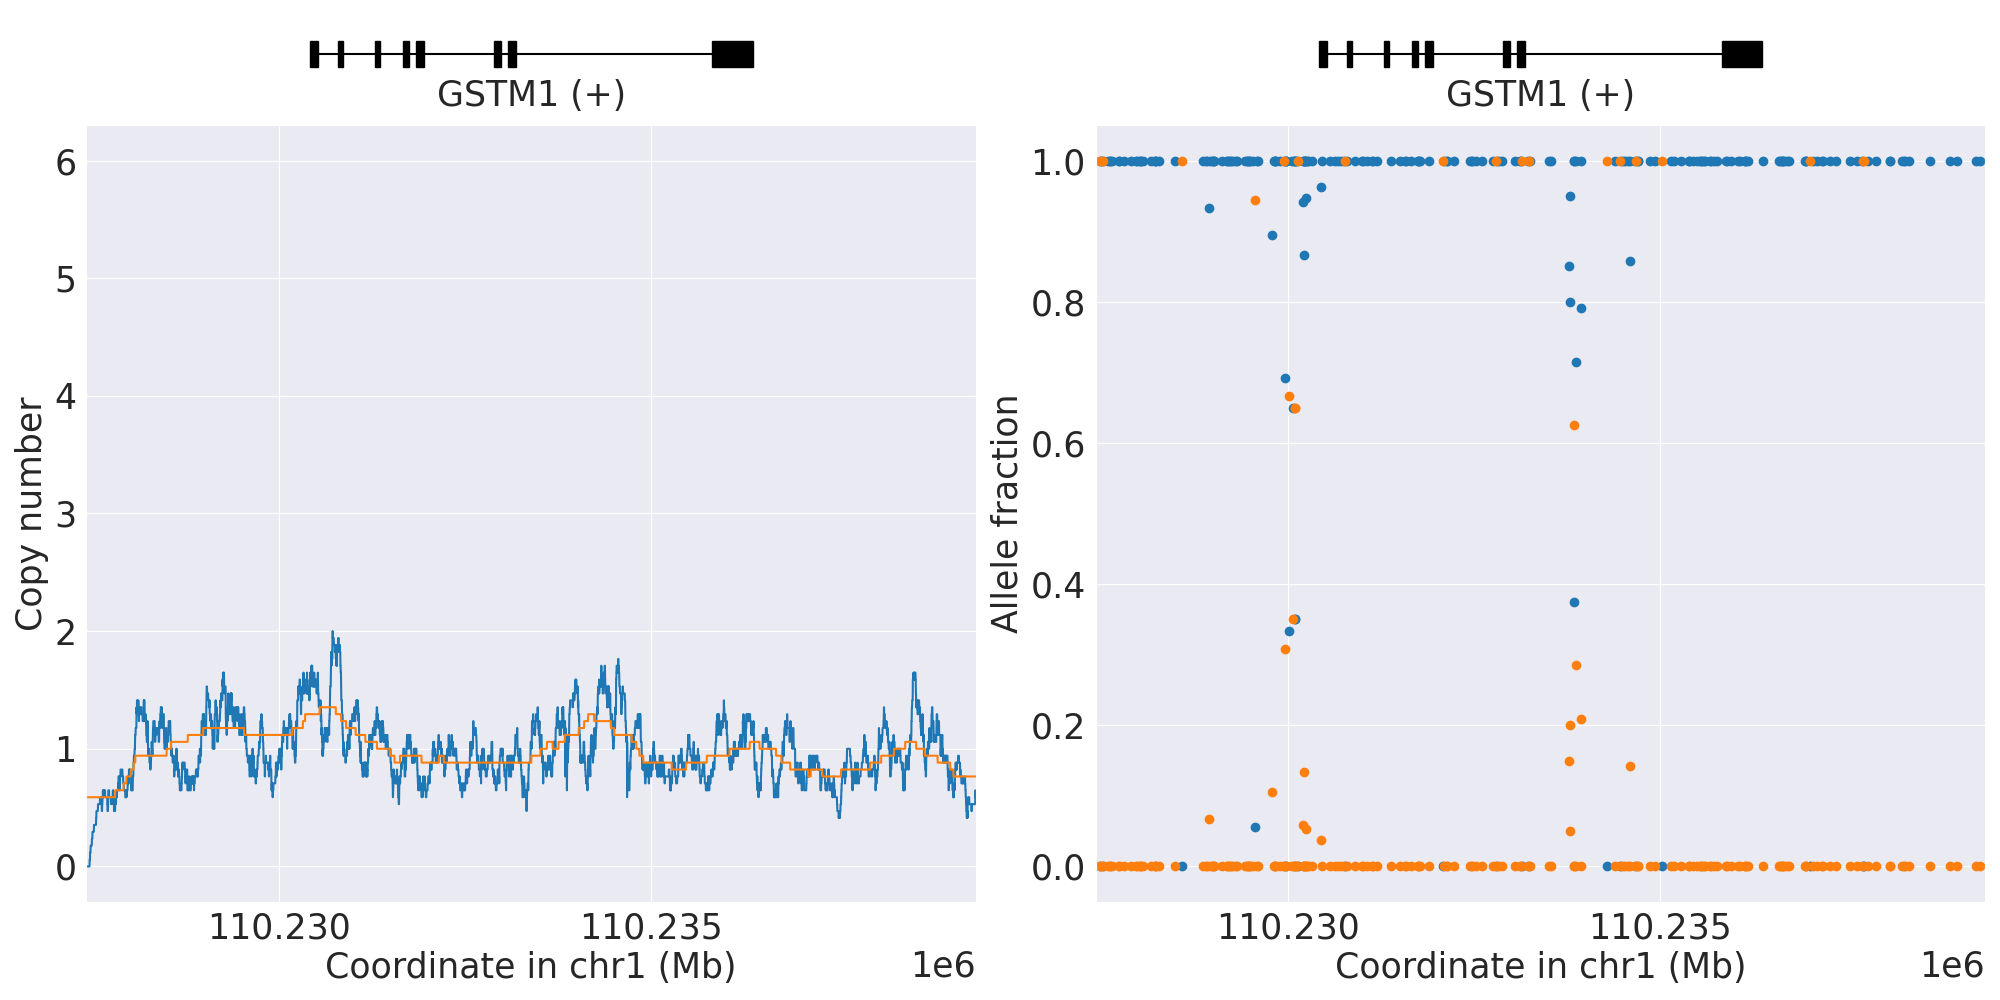 GSTM1 (+)
6
5
4
3
2
1
0
Copy number
110.230 110.235
Coordinate in chr1 (Mb)
1e6
GSTM1 (+)
1.0
0.8
0.6
0.4
0.2
0.0
Allele fraction
110.230 110.235
Coordinate in chr1 (Mb)
1e6